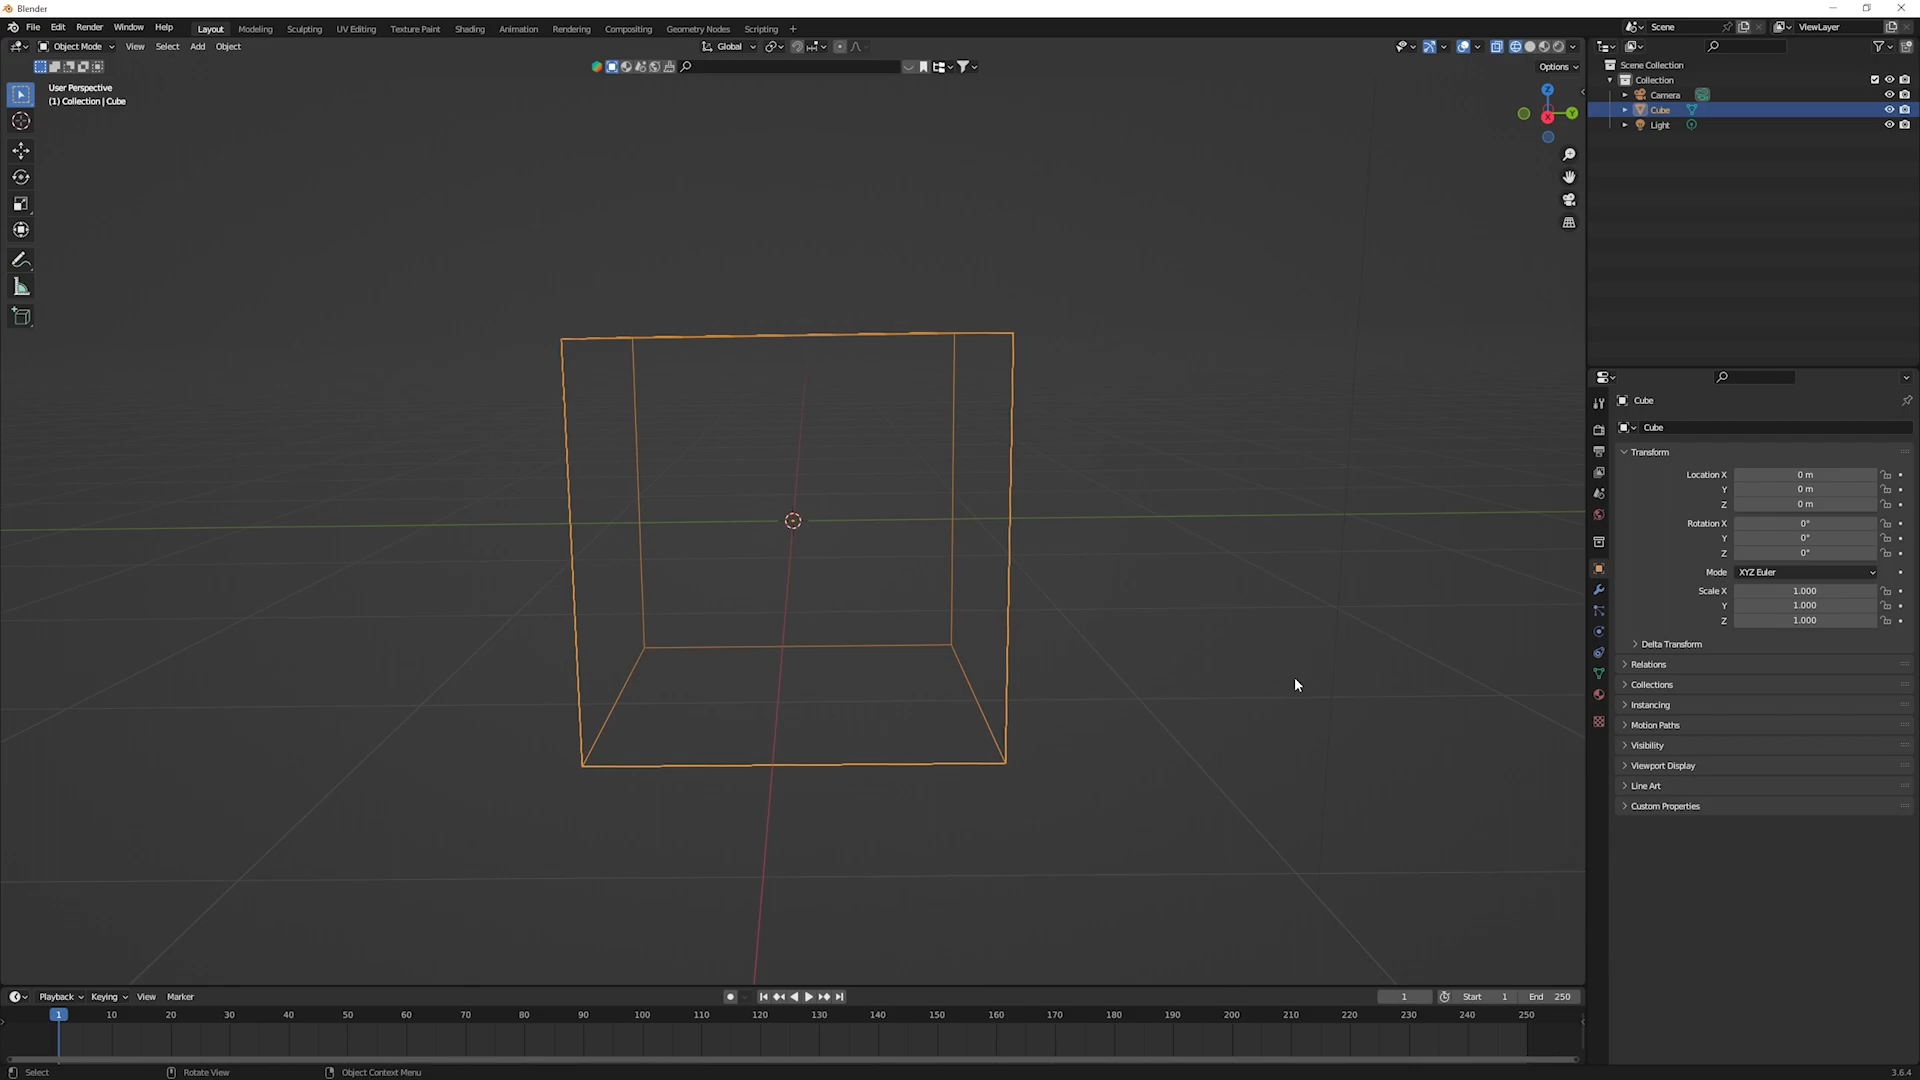 Blender
File Edit Render Window Help Layout Modeling Sculpting UV Editing Texture Paint Shading Animation Rendering Compositing Geometry Nodes Scripting + Scene ViewLayer
Object Mode View Select Add Object Global
Options
User Perspective
(1) Collection | Cube
Z
Y
X
Scene Collection
Collection
Camera
Cube
Light
Cube
Cube
Transform
Location X 0 m
Y 0 m
Z 0 m
Rotation X 0°
Y 0°
Z 0°
Mode XYZ Euler
Scale X 1.000
Y 1.000
Z 1.000
Delta Transform
Relations
Collections
Instancing
Motion Paths
Visibility
Viewport Display
Line Art
Custom Properties
Playback Keying View Marker 1 Start 1 End 250
1 10 20 30 40 50 60 70 80 90 100 110 120 130 140 150 160 170 180 190 200 210 220 230 240 250
Select Rotate View Object Context Menu 3.6.4